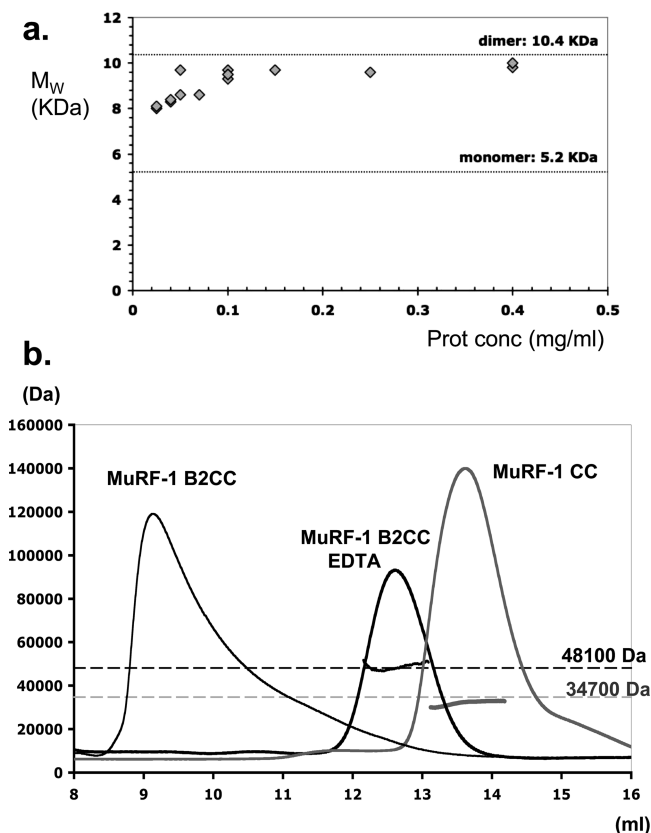 a.
12
dimer: 10.4 KDa
10
M_W
(KDa)
8
6
monomer: 5.2 KDa
4
2
0
0 0.1 0.2 0.3 0.4 0.5
Prot conc (mg/ml)
b.
(Da)
160000
140000
MuRF-1 B2CC
MuRF-1 CC
120000
MuRF-1 B2CC
EDTA
100000
80000
60000
48100 Da
40000
34700 Da
20000
0
8 9 10 11 12 13 14 15 16
(ml)